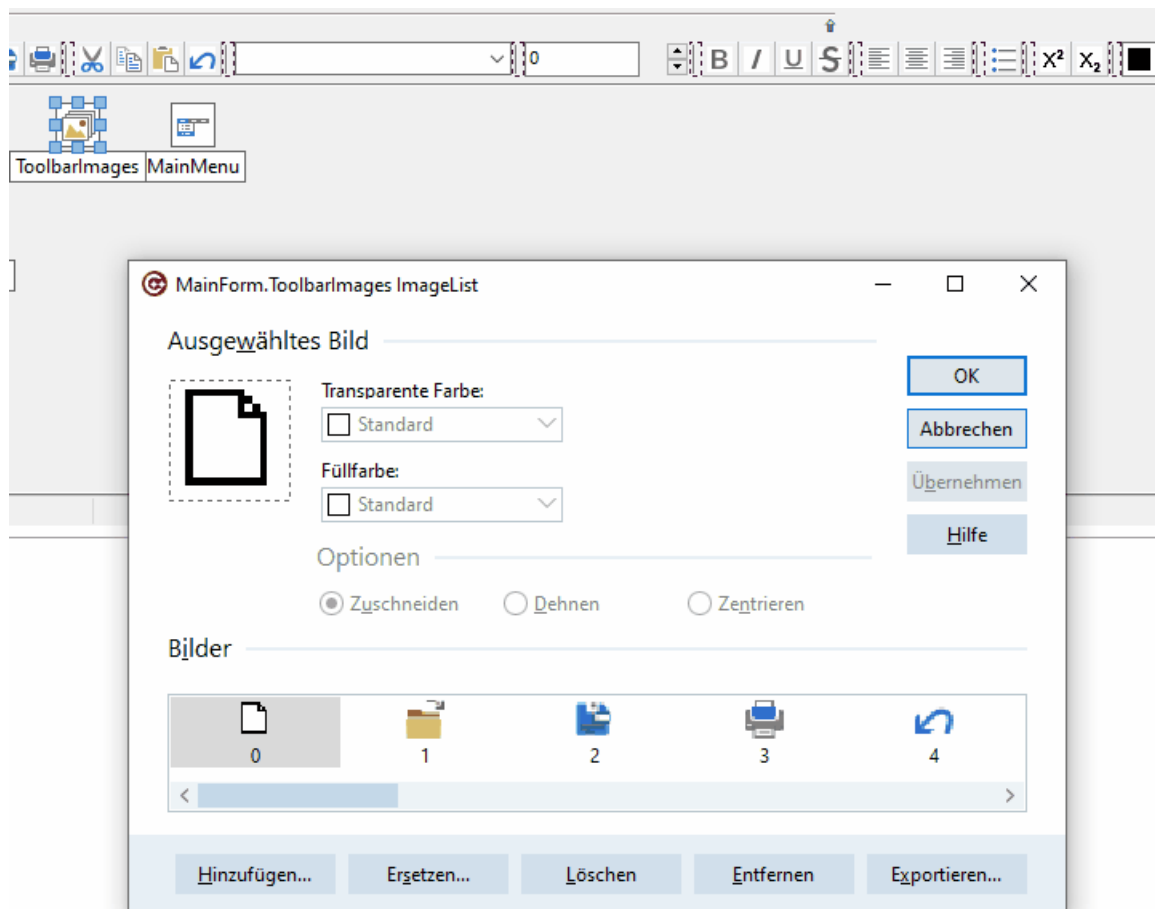 0 B I U S X² X₂
ToolbarImages MainMenu
MainForm.ToolbarImages ImageList
Ausgewähltes Bild
OK
Transparente Farbe:
Standard
Abbrechen
Füllfarbe:
Übernehmen
Standard
Hilfe
Optionen
Zuschneiden Dehnen Zentrieren
Bilder
0 1 2 3 4
Hinzufügen... Ersetzen... Löschen Entfernen Exportieren...